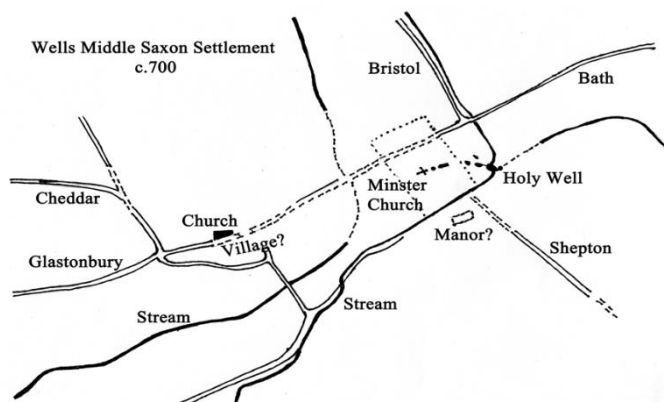 Wells Middle Saxon Settlement
c.700
Bristol
Bath
Cheddar
Church
Minster
Church
Holy Well
Glastonbury
Village?
Manor?
Shepton
Stream
Stream